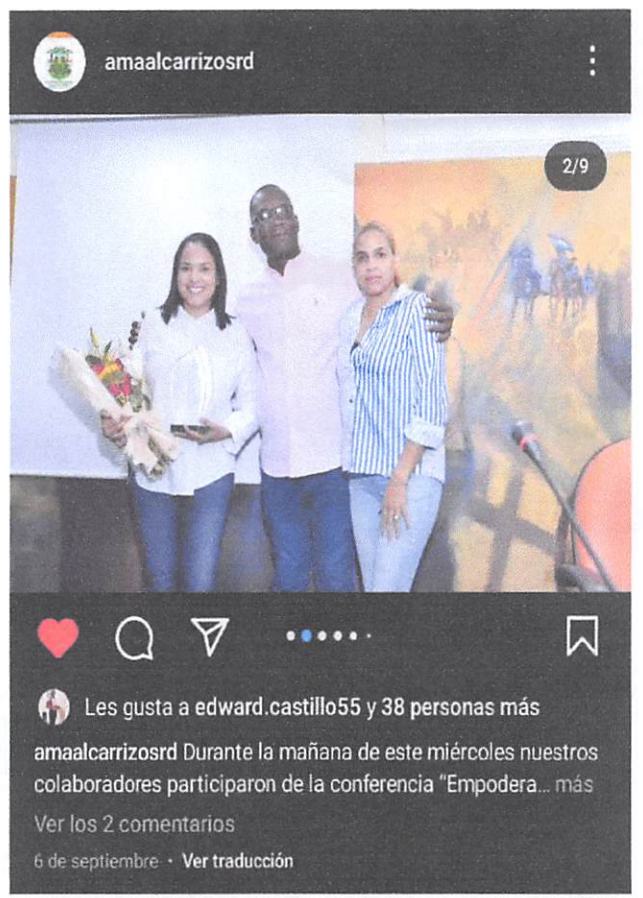 amaalcarrizosrd
2/9
Les gusta a edward.castillo55 y 38 personas más
amaalcarrizosrd Durante la mañana de este miércoles nuestros
colaboradores participaron de la conferencia “Empodera... más
Ver los 2 comentarios
6 de septiembre · Ver traducción